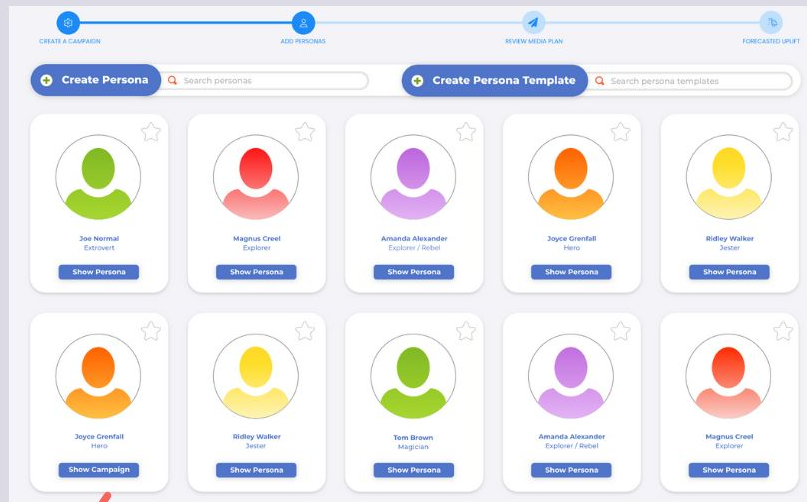 CREATE A CAMPAIGN
ADD PERSONAS
REVIEW MEDIA PLAN
FORECASTED UPLIFT
Create Persona
Search personas
Create Persona Template
Search persona templates
Joe Normal
Extrovert
Show Persona
Magnus Creel
Explorer
Show Persona
Amanda Alexander
Explorer / Rebel
Show Persona
Joyce Grenfall
Hero
Show Persona
Ridley Walker
Jester
Show Persona
Joyce Grenfall
Hero
Show Campaign
Ridley Walker
Jester
Show Persona
Tom Brown
Magician
Show Persona
Amanda Alexander
Explorer / Rebel
Show Persona
Magnus Creel
Explorer
Show Persona